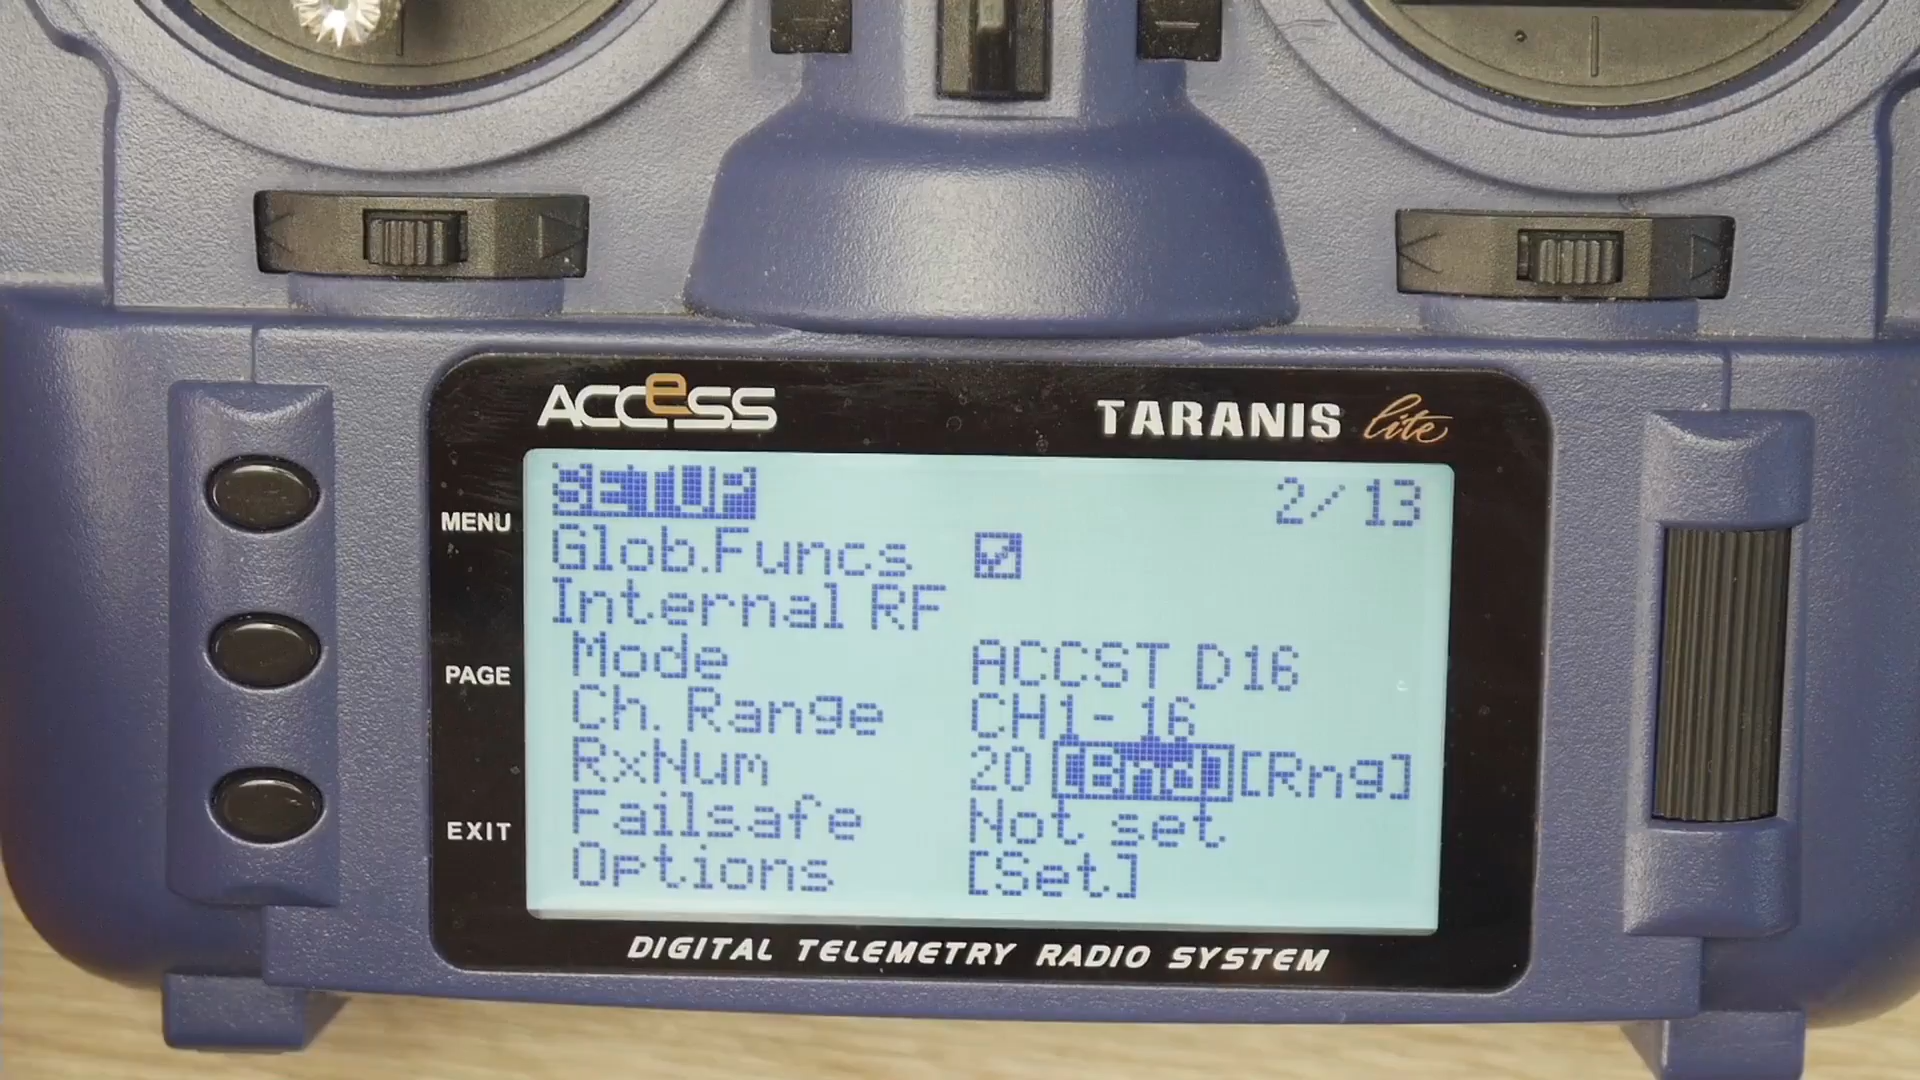 ACCeSS
TARANIS lite
MENU
PAGE
EXIT
SETUP 2/13
Glob.Funcs
Internal RF
Mode ACCST D16
Ch. Range CH1-16
RxNum 20 [Bnd] [Rng]
Failsafe Not set
Options [Set]
DIGITAL TELEMETRY RADIO SYSTEM